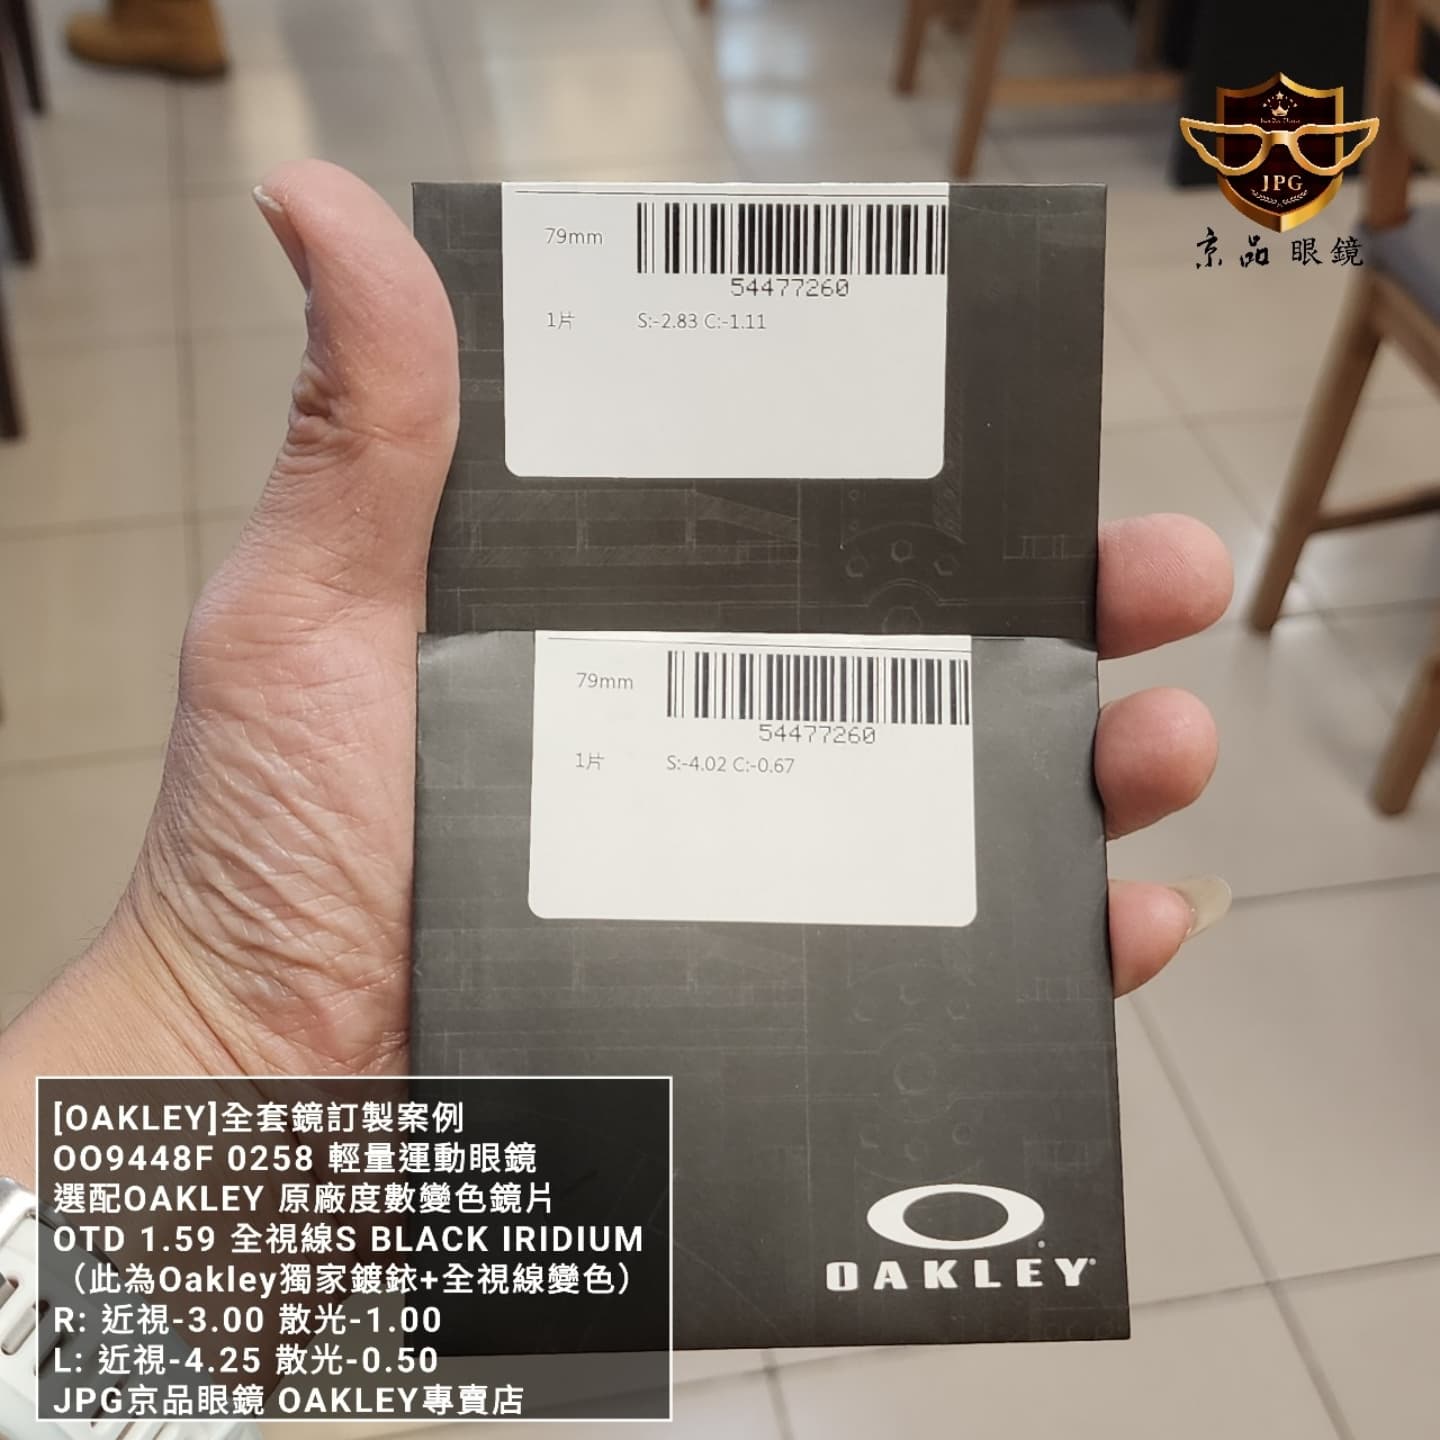 JPG
京品眼鏡
79mm
54477260
1片 S:-2.83 C:-1.11
79mm
54477260
1片 S:-4.02 C:-0.67
OAKLEY
[OAKLEY]全套鏡訂製案例
OO9448F 0258 輕量運動眼鏡
選配OAKLEY 原廠度數變色鏡片
OTD 1.59 全視線S BLACK IRIDIUM
（此為Oakley獨家鍍銥+全視線變色）
R: 近視-3.00 散光-1.00
L: 近視-4.25 散光-0.50
JPG京品眼鏡 OAKLEY專賣店